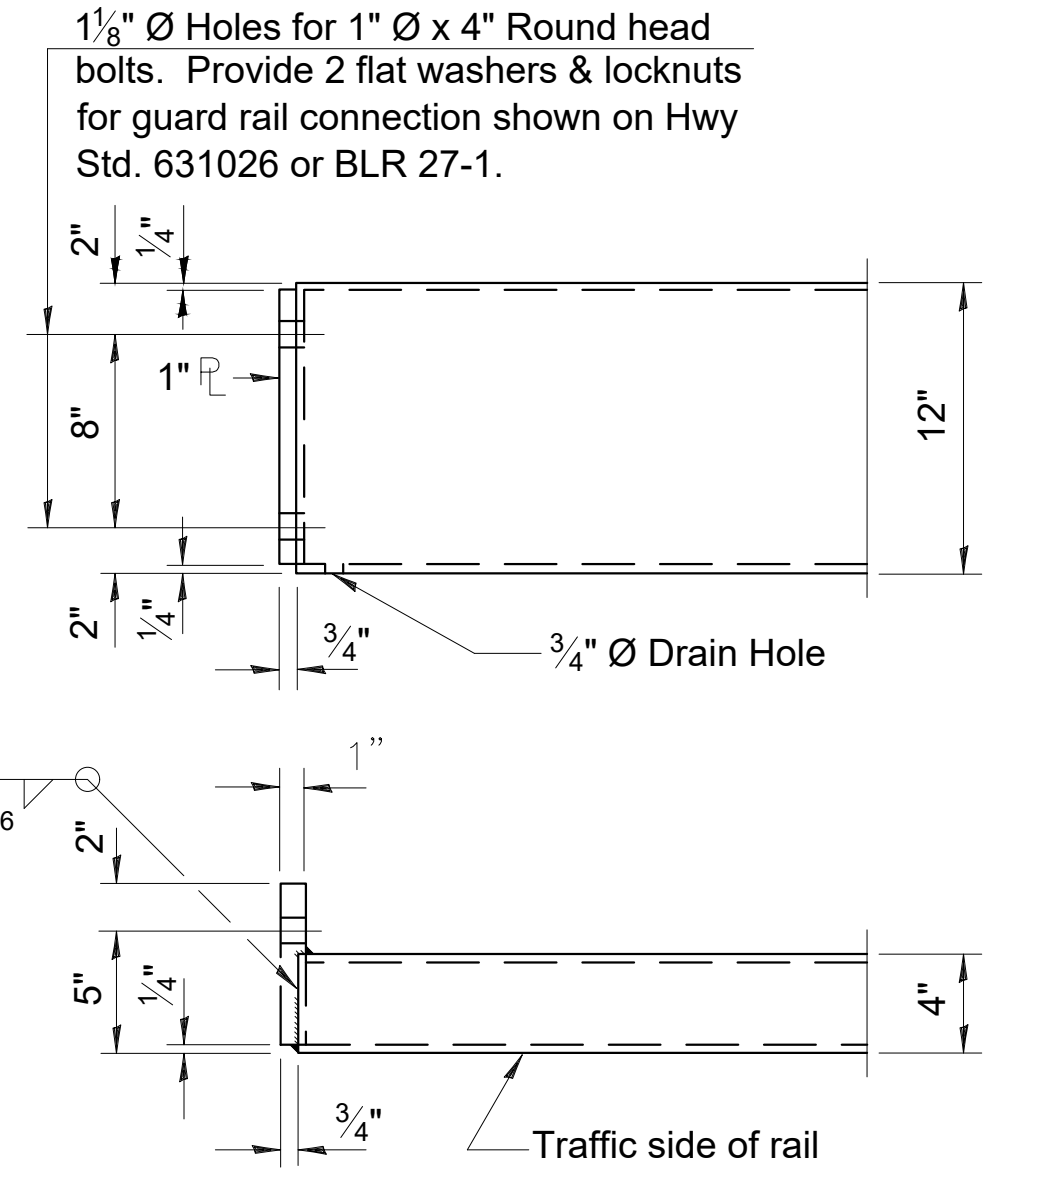 1⅛" Ø Holes for 1" Ø x 4" Round head
bolts. Provide 2 flat washers & locknuts
for guard rail connection shown on Hwy
Std. 631026 or BLR 27-1.
2"
1/4"
1" PL
8"
12"
2"
1/4"
3/4"
3/4" Ø Drain Hole
1"
6
2"
5"
1/4"
4"
3/4"
Traffic side of rail